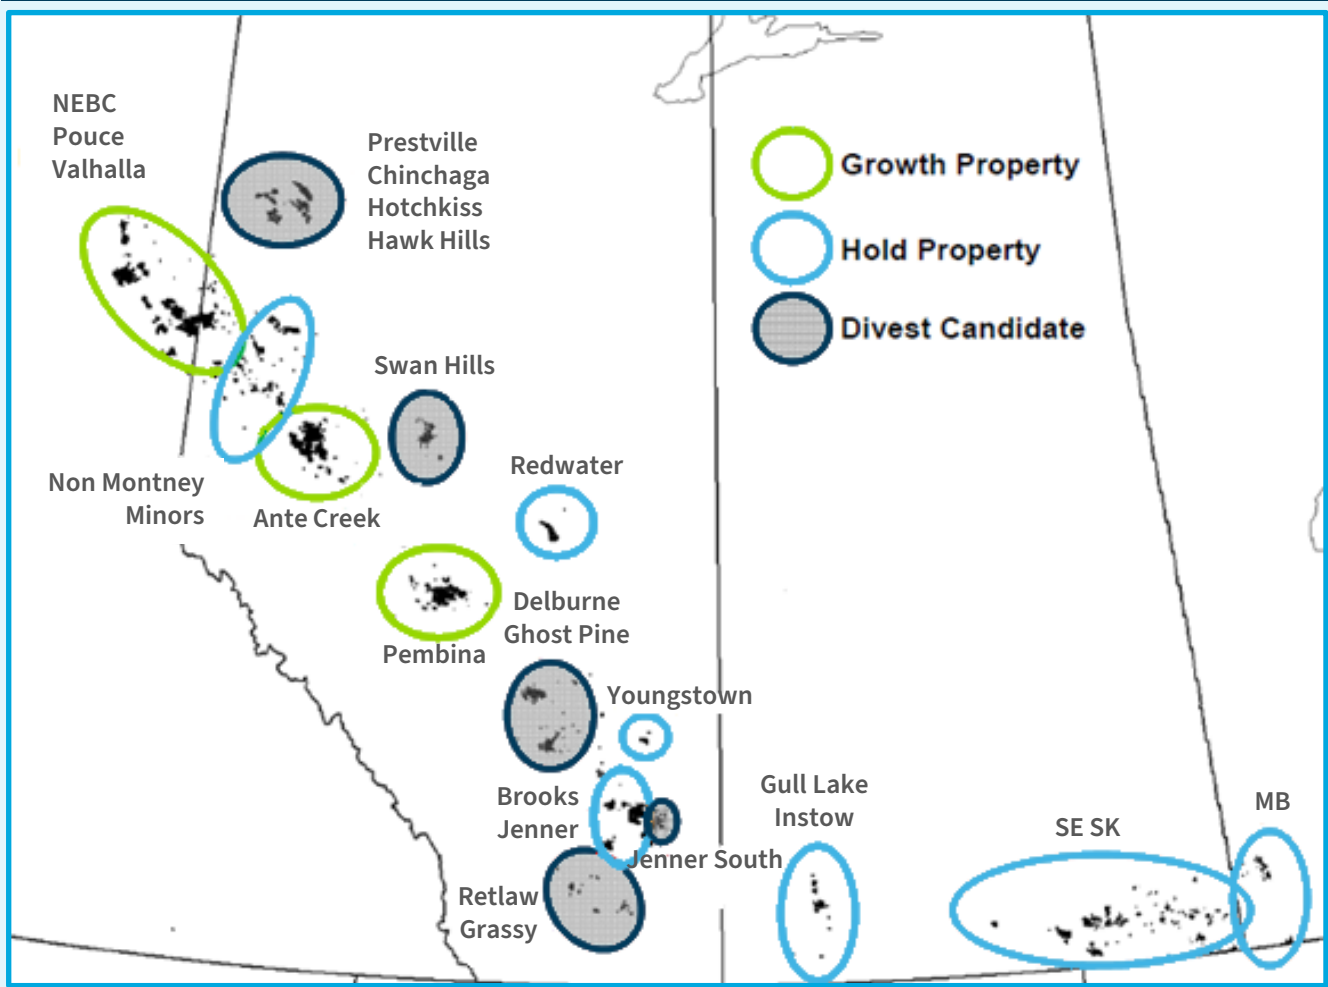 NEBC
Pouce
Valhalla
Prestville
Chinchaga
Hotchkiss
Hawk Hills
Growth Property
Hold Property
Divest Candidate
Swan Hills
Redwater
Non Montney
Minors
Ante Creek
Delburne
Ghost Pine
Pembina
Youngstown
Brooks
Jenner
Jenner South
Gull Lake
Instow
SE SK
MB
Retlaw
Grassy